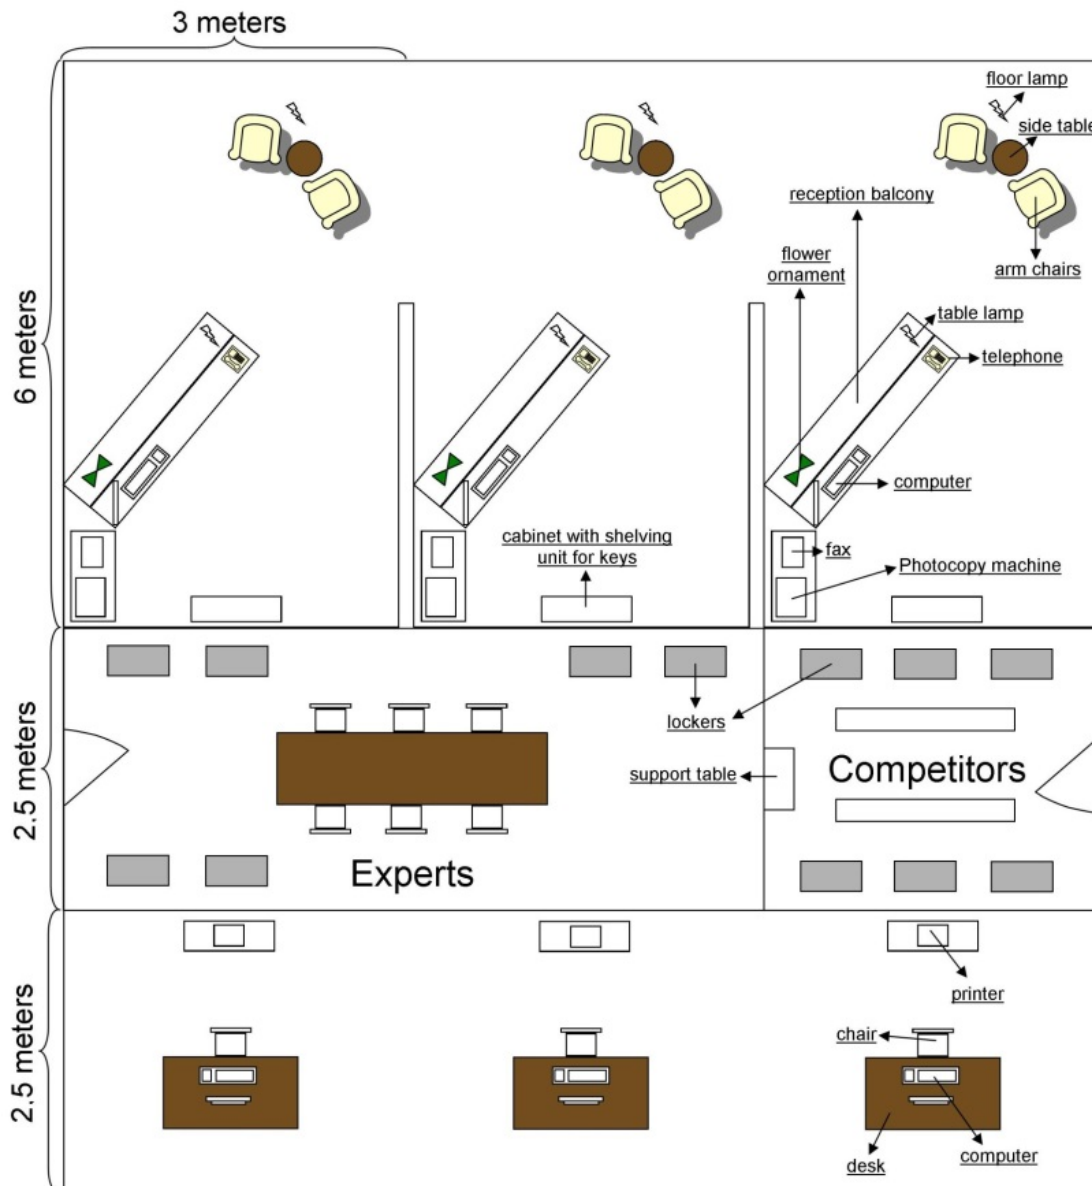 3 meters
floor lamp
side table
reception balcony
flower
ornament
arm chairs
6 meters
table lamp
telephone
computer
cabinet with shelving
unit for keys
fax
Photocopy machine
2.5 meters
lockers
support table
Competitors
Experts
2.5 meters
printer
chair
desk
computer